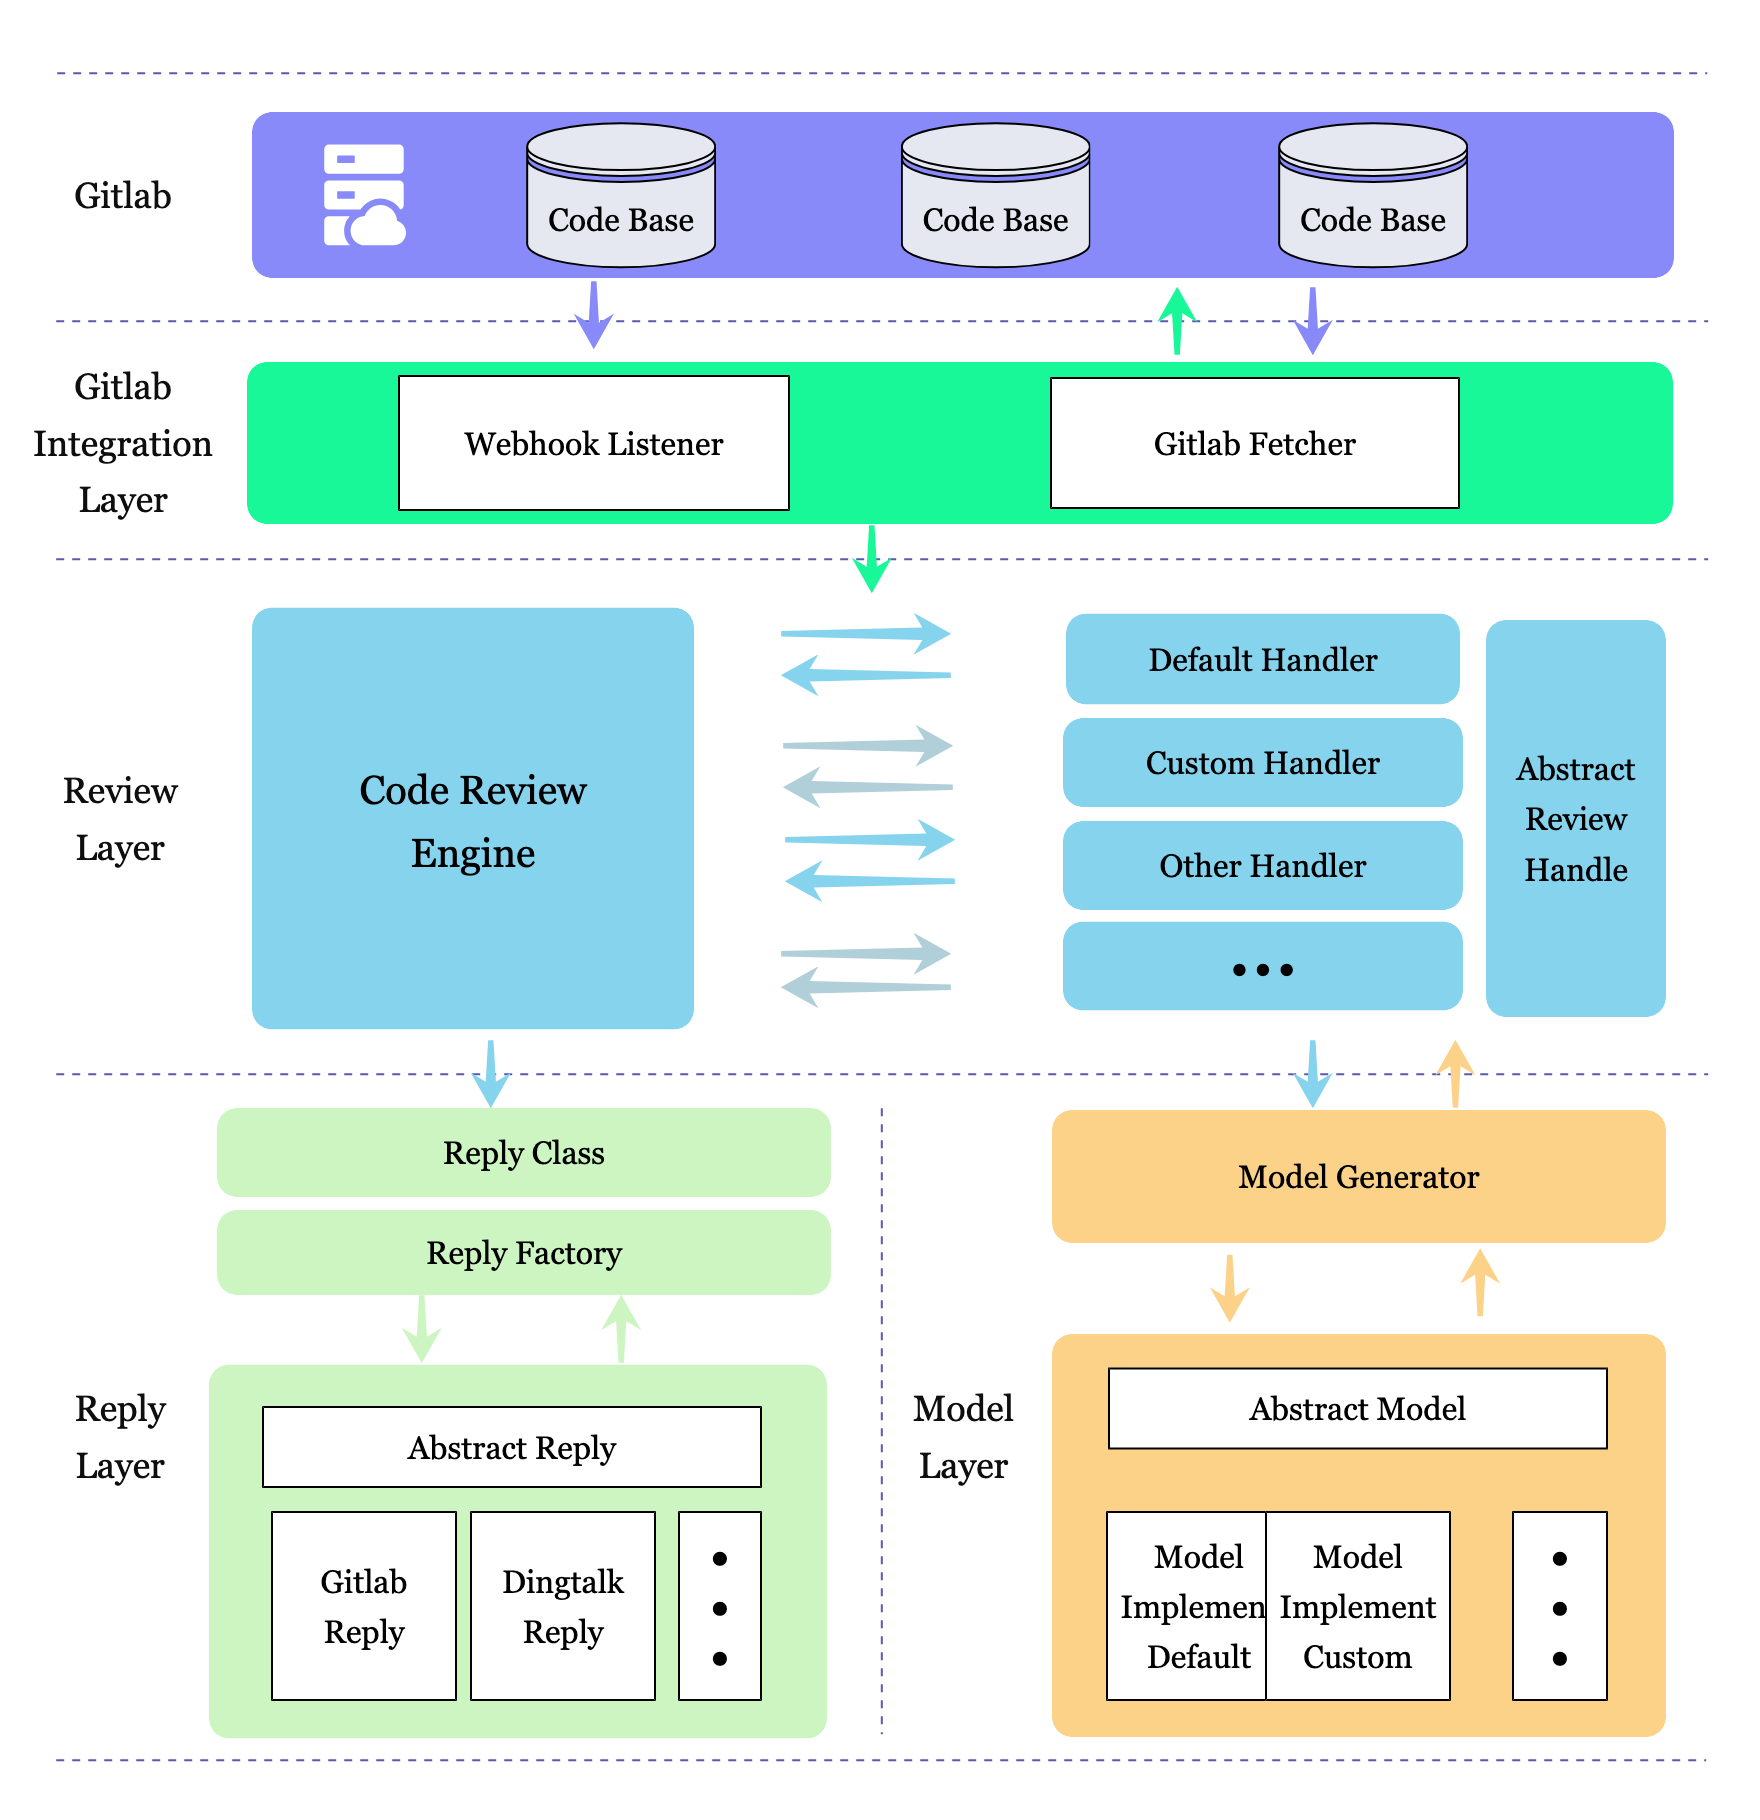 Gitlab
Code Base
Code Base
Code Base
Gitlab
Integration
Layer
Webhook Listener
Gitlab Fetcher
Review
Layer
Code Review
Engine
Default Handler
Custom Handler
Other Handler
•••
Abstract
Review
Handle
Reply Class
Reply Factory
Model Generator
Reply
Layer
Abstract Reply
Gitlab
Reply
Dingtalk
Reply
•
•
•
Model
Layer
Abstract Model
Model
Implemen
Default
Model
Implement
Custom
•
•
•